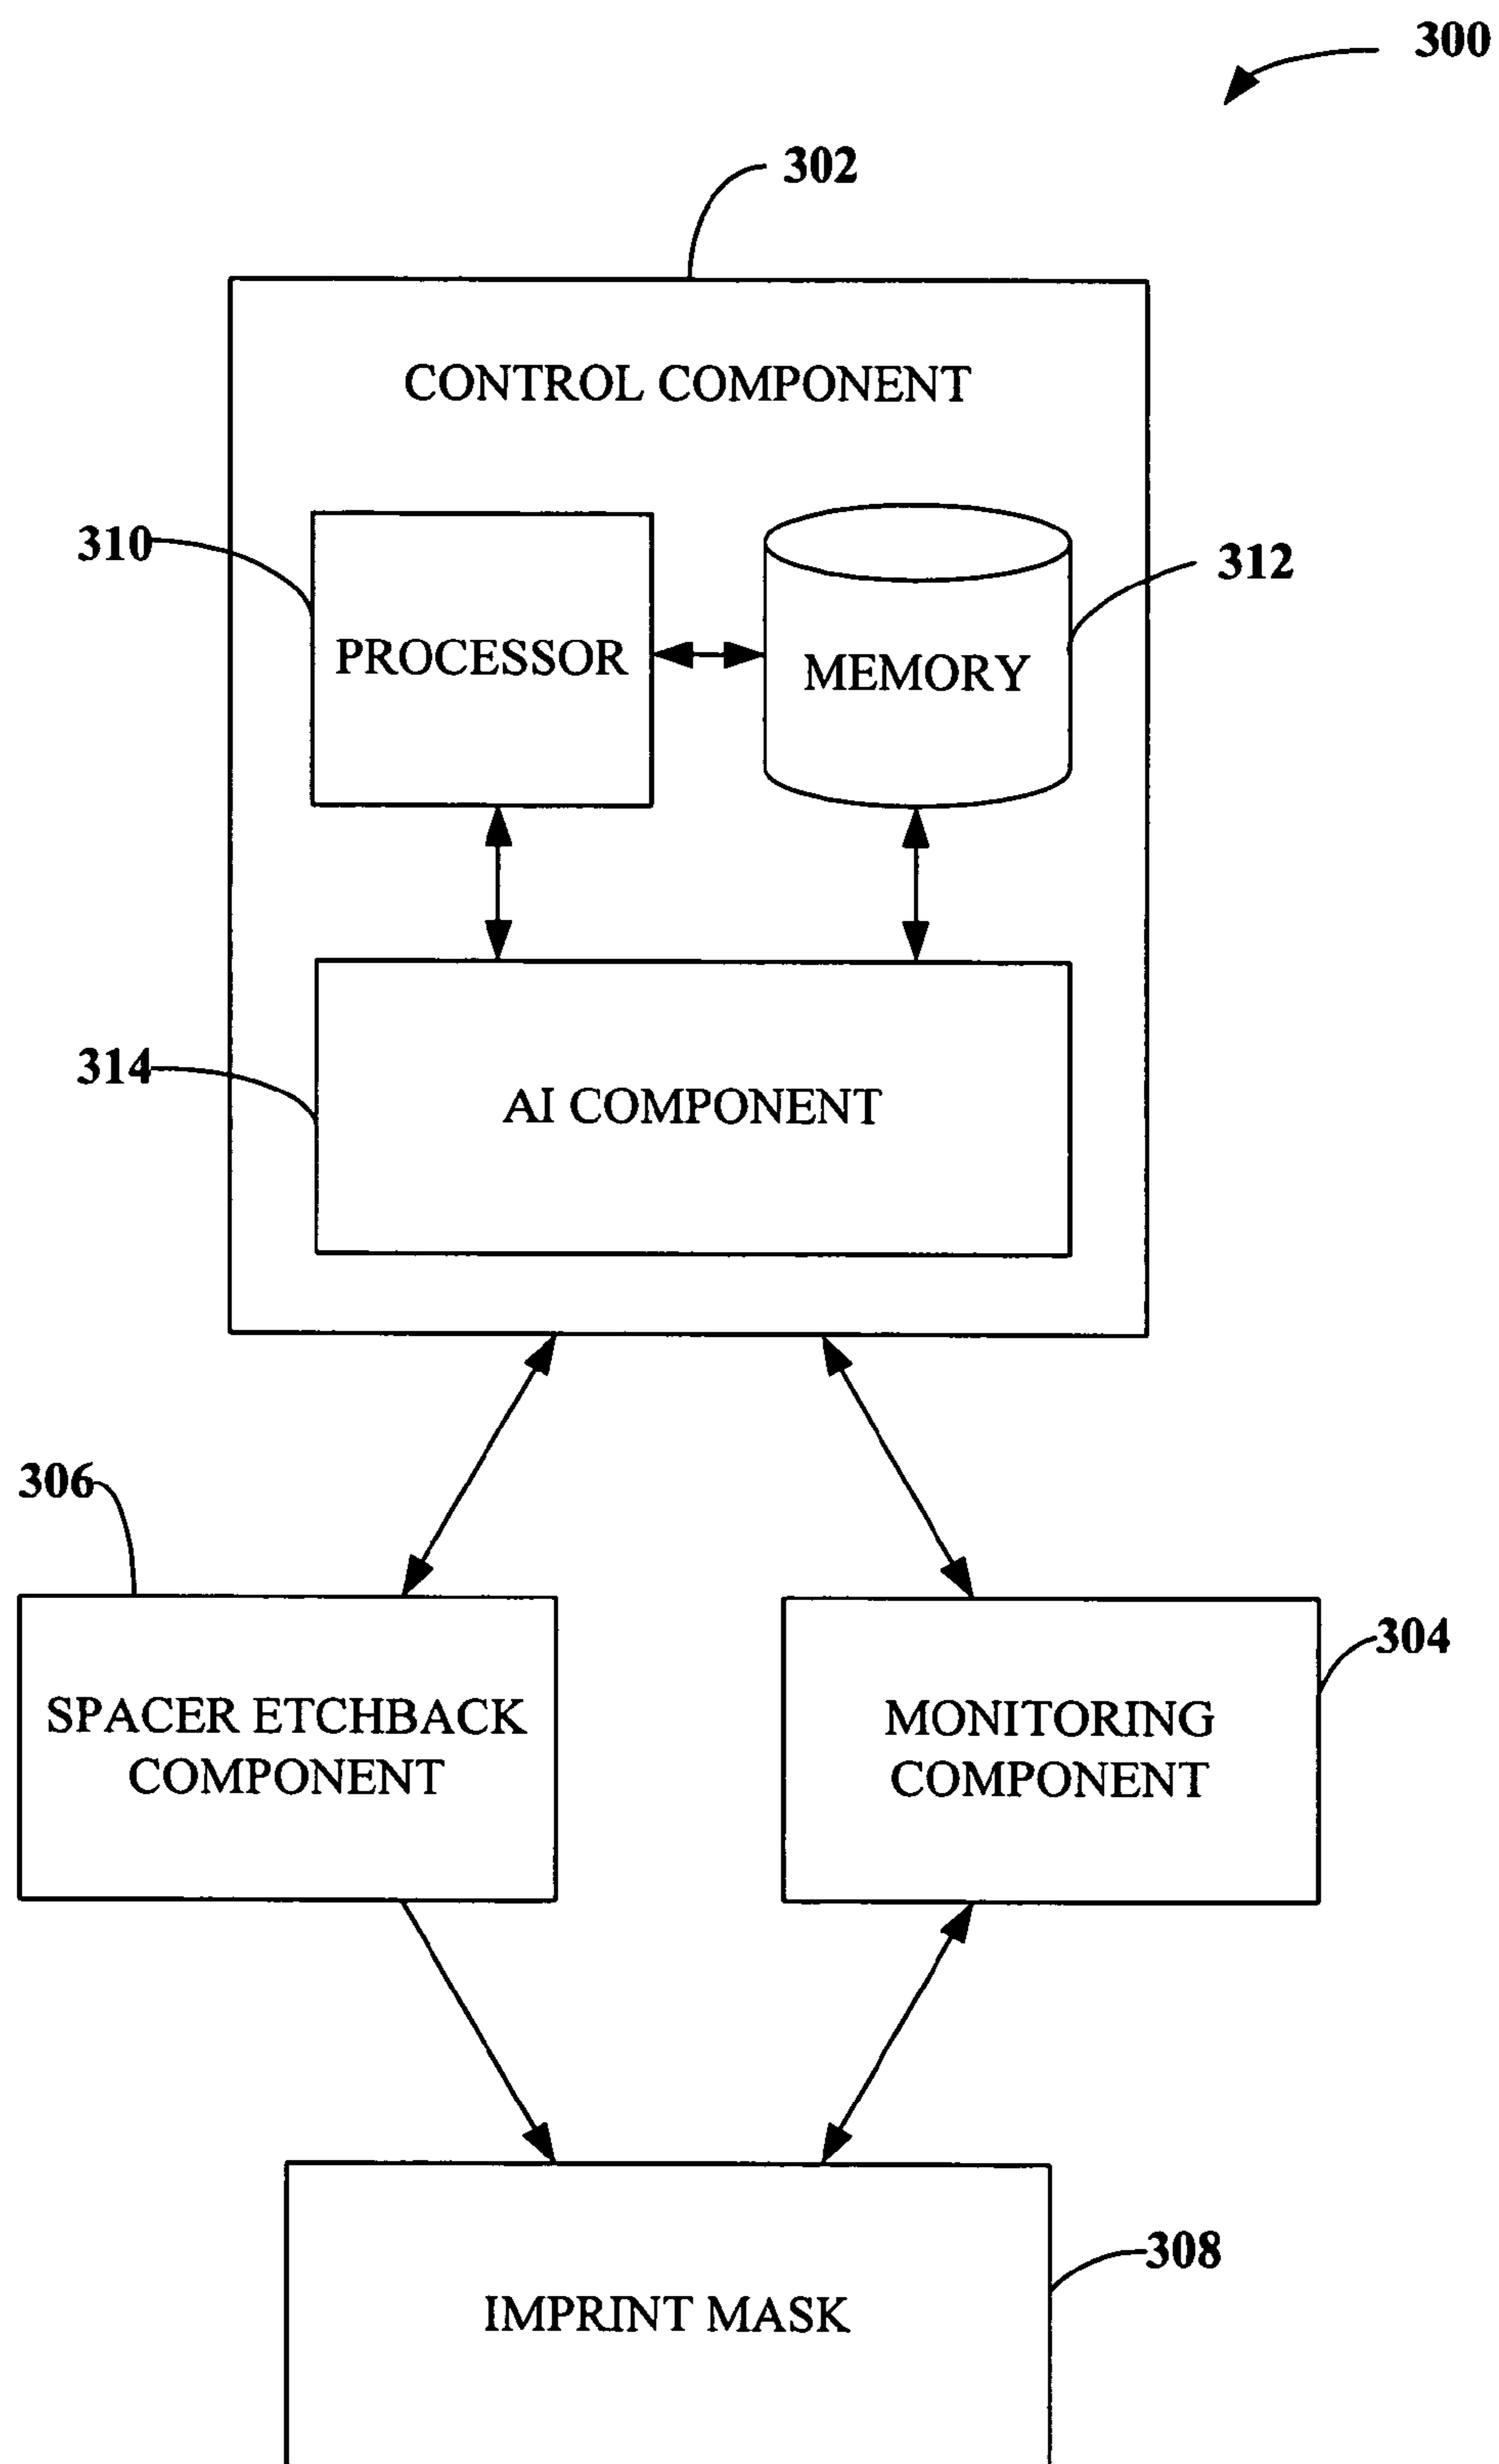 300
302
CONTROL COMPONENT
310
312
PROCESSOR
MEMORY
314
AI COMPONENT
306
304
SPACER ETCHBACK
COMPONENT
MONITORING
COMPONENT
308
IMPRINT MASK